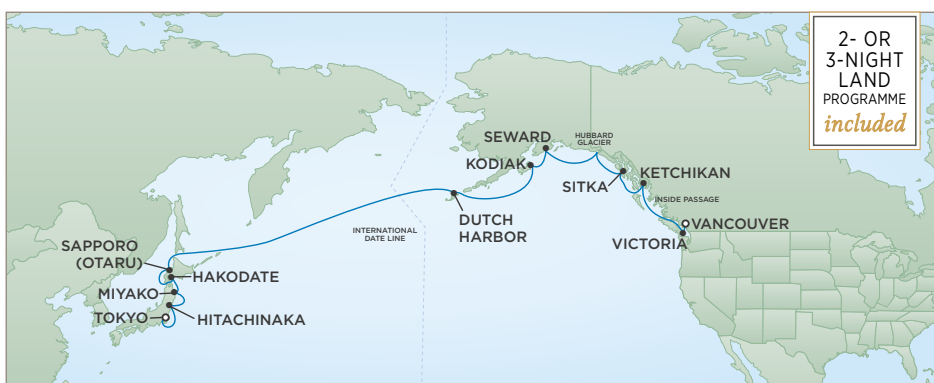 2- OR
3-NIGHT
LAND
PROGRAMME
included
SEWARD
HUBBARD
GLACIER
KODIAK
KETCHIKAN
SITKA
INSIDE PASSAGE
DUTCH
HARBOR
VANCOUVER
VICTORIA
INTERNATIONAL
DATE LINE
SAPPORO
(OTARU)
HAKODATE
MIYAKO
TOKYO
HITACHINAKA